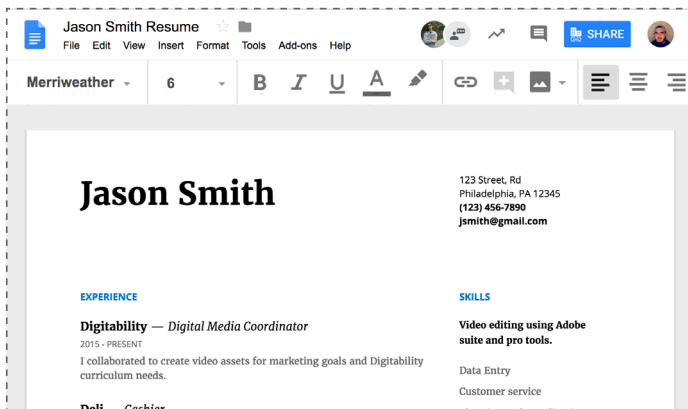 Jason Smith Resume
File Edit View Insert Format Tools Add-ons Help
SHARE
Merriweather 6 B I U A
Jason Smith
123 Street, Rd
Philadelphia, PA 12345
(123) 456-7890
jsmith@gmail.com
EXPERIENCE
Digitability — Digital Media Coordinator
2015 - PRESENT
I collaborated to create video assets for marketing goals and Digitability
curriculum needs.
Deli — Cashier
SKILLS
Video editing using Adobe
suite and pro tools.
Data Entry
Customer service